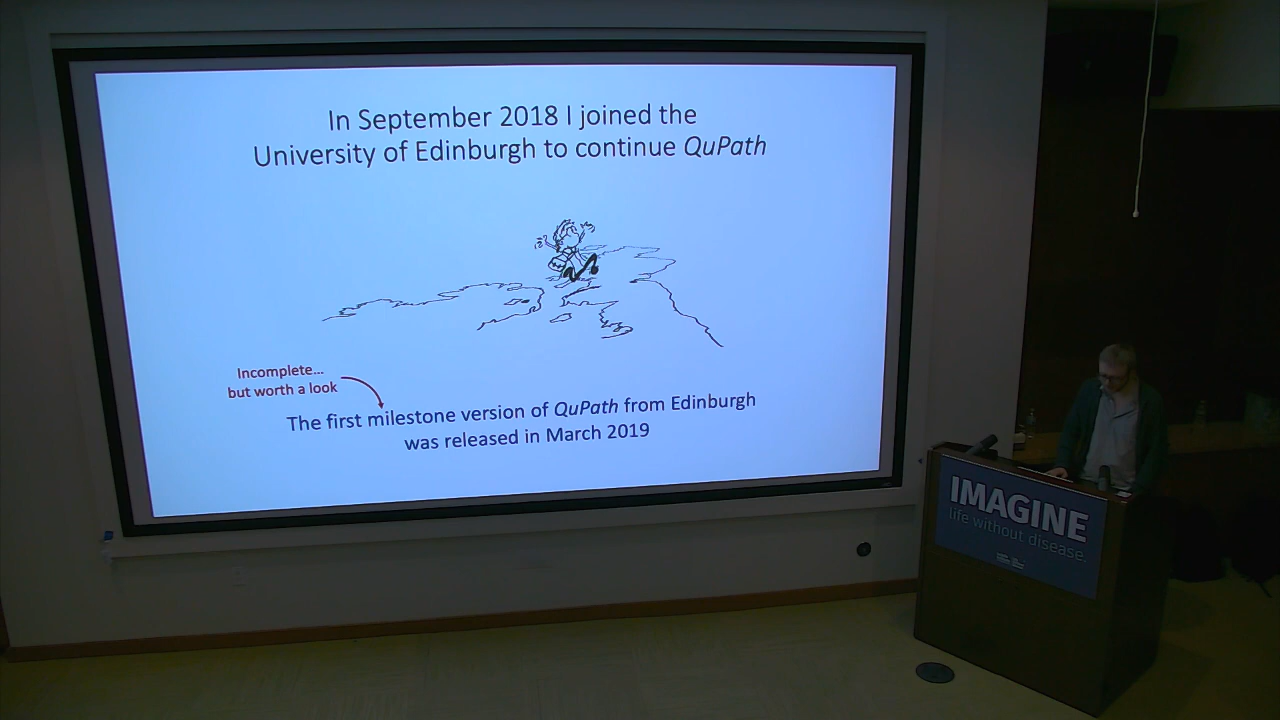 In September 2018 I joined the
University of Edinburgh to continue QuPath
Incomplete...
but worth a look
The first milestone version of QuPath from Edinburgh
was released in March 2019
IMAGINE
life without disease.